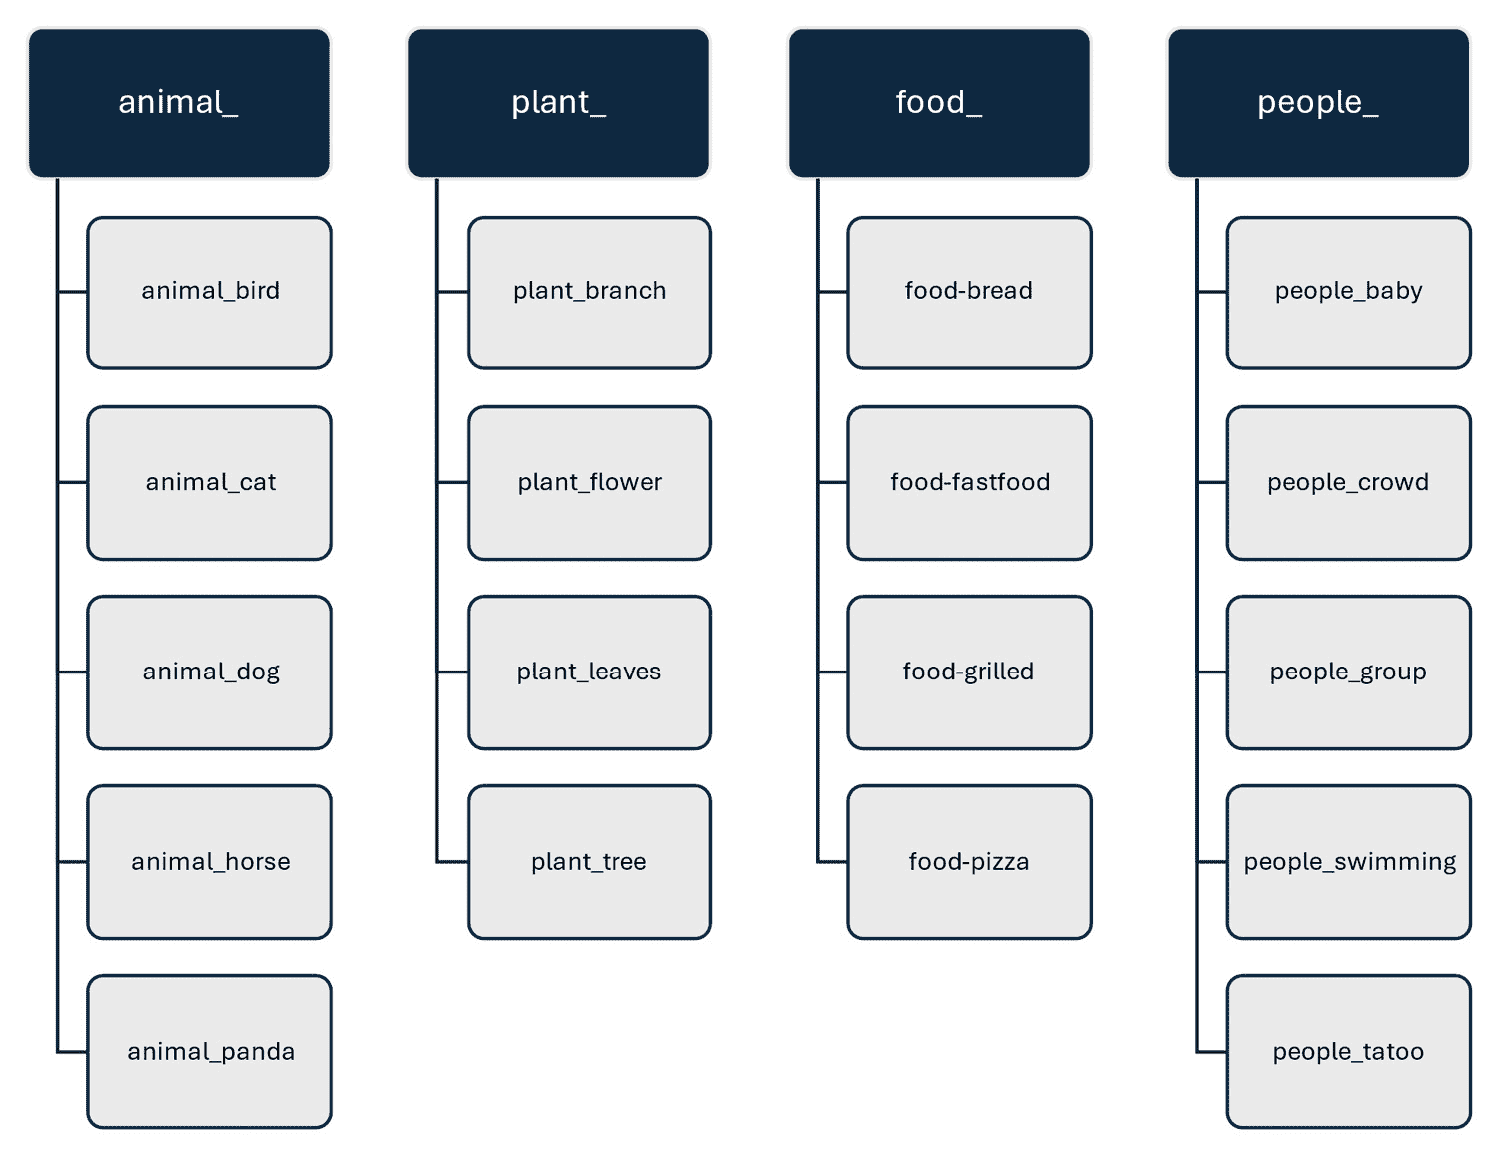 animal_
animal_bird
animal_cat
animal_dog
animal_horse
animal_panda
plant_
plant_branch
plant_flower
plant_leaves
plant_tree
food_
food-bread
food-fastfood
food-grilled
food-pizza
people_
people_baby
people_crowd
people_group
people_swimming
people_tatoo